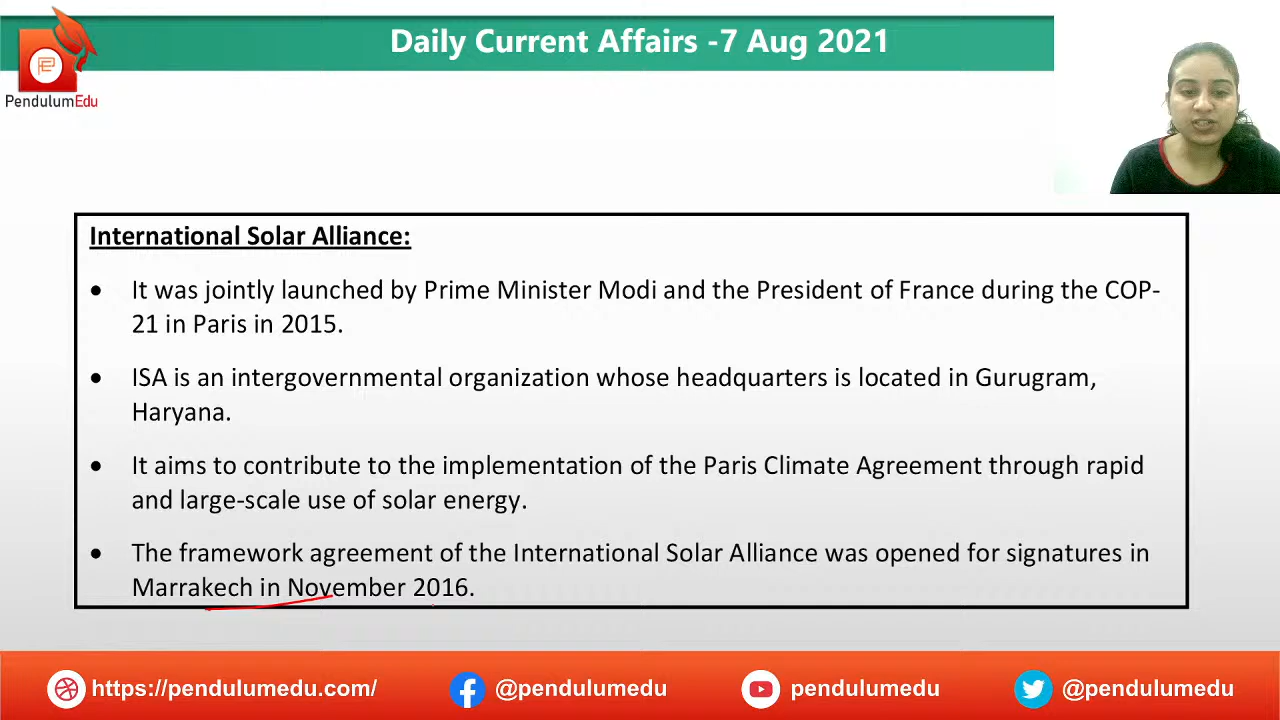 Daily Current Affairs -7 Aug 2021
PendulumEdu
International Solar Alliance:
• It was jointly launched by Prime Minister Modi and the President of France during the COP-
21 in Paris in 2015.
• ISA is an intergovernmental organization whose headquarters is located in Gurugram,
Haryana.
• It aims to contribute to the implementation of the Paris Climate Agreement through rapid
and large-scale use of solar energy.
• The framework agreement of the International Solar Alliance was opened for signatures in
Marrakech in November 2016.
https://pendulumedu.com/ @pendulumedu pendulumedu @pendulumedu